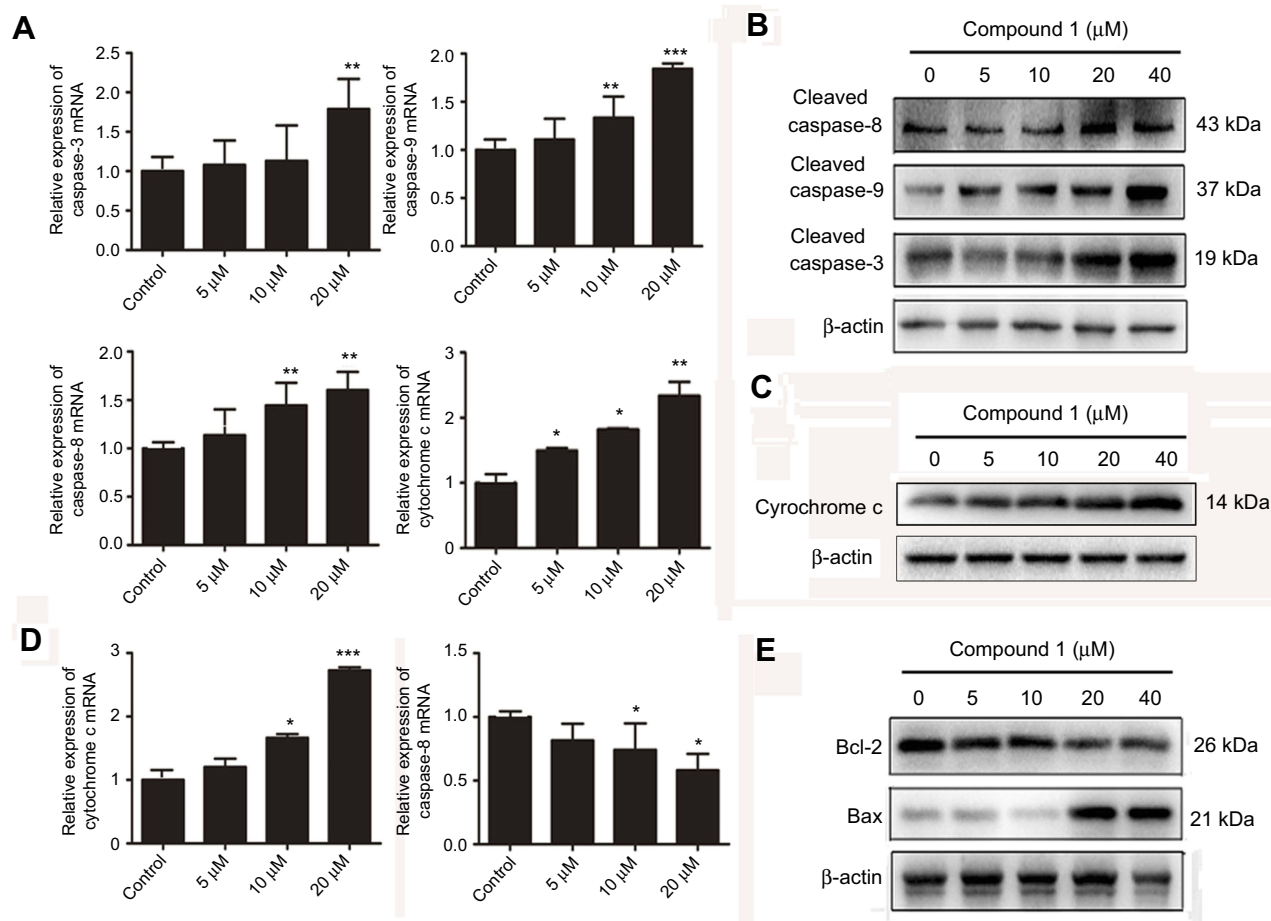 A
Relative expression of
caspase-3 mRNA
2.5
2.0
1.5
1.0
0.5
0.0
**
Control
5 μM
10 μM
20 μM
Relative expression of
caspase-9 mRNA
2.0
1.5
1.0
0.5
0.0
**
***
Control
5 μM
10 μM
20 μM
Relative expression of
caspase-8 mRNA
2.0
1.5
1.0
0.5
0.0
**
**
Control
5 μM
10 μM
20 μM
Relative expression of
cytochrome c mRNA
3
2
1
0
*
*
**
Control
5 μM
10 μM
20 μM
B
Compound 1 (μM)
0 5 10 20 40
Cleaved
caspase-8
43 kDa
Cleaved
caspase-9
37 kDa
Cleaved
caspase-3
19 kDa
β-actin
C
Compound 1 (μM)
0 5 10 20 40
Cyrochrome c
14 kDa
β-actin
D
Relative expression of
cytochrome c mRNA
3
2
1
0
*
***
Control
5 μM
10 μM
20 μM
Relative expression of
caspase-8 mRNA
1.5
1.0
0.5
0.0
*
*
Control
5 μM
10 μM
20 μM
E
Compound 1 (μM)
0 5 10 20 40
Bcl-2
26 kDa
Bax
21 kDa
β-actin